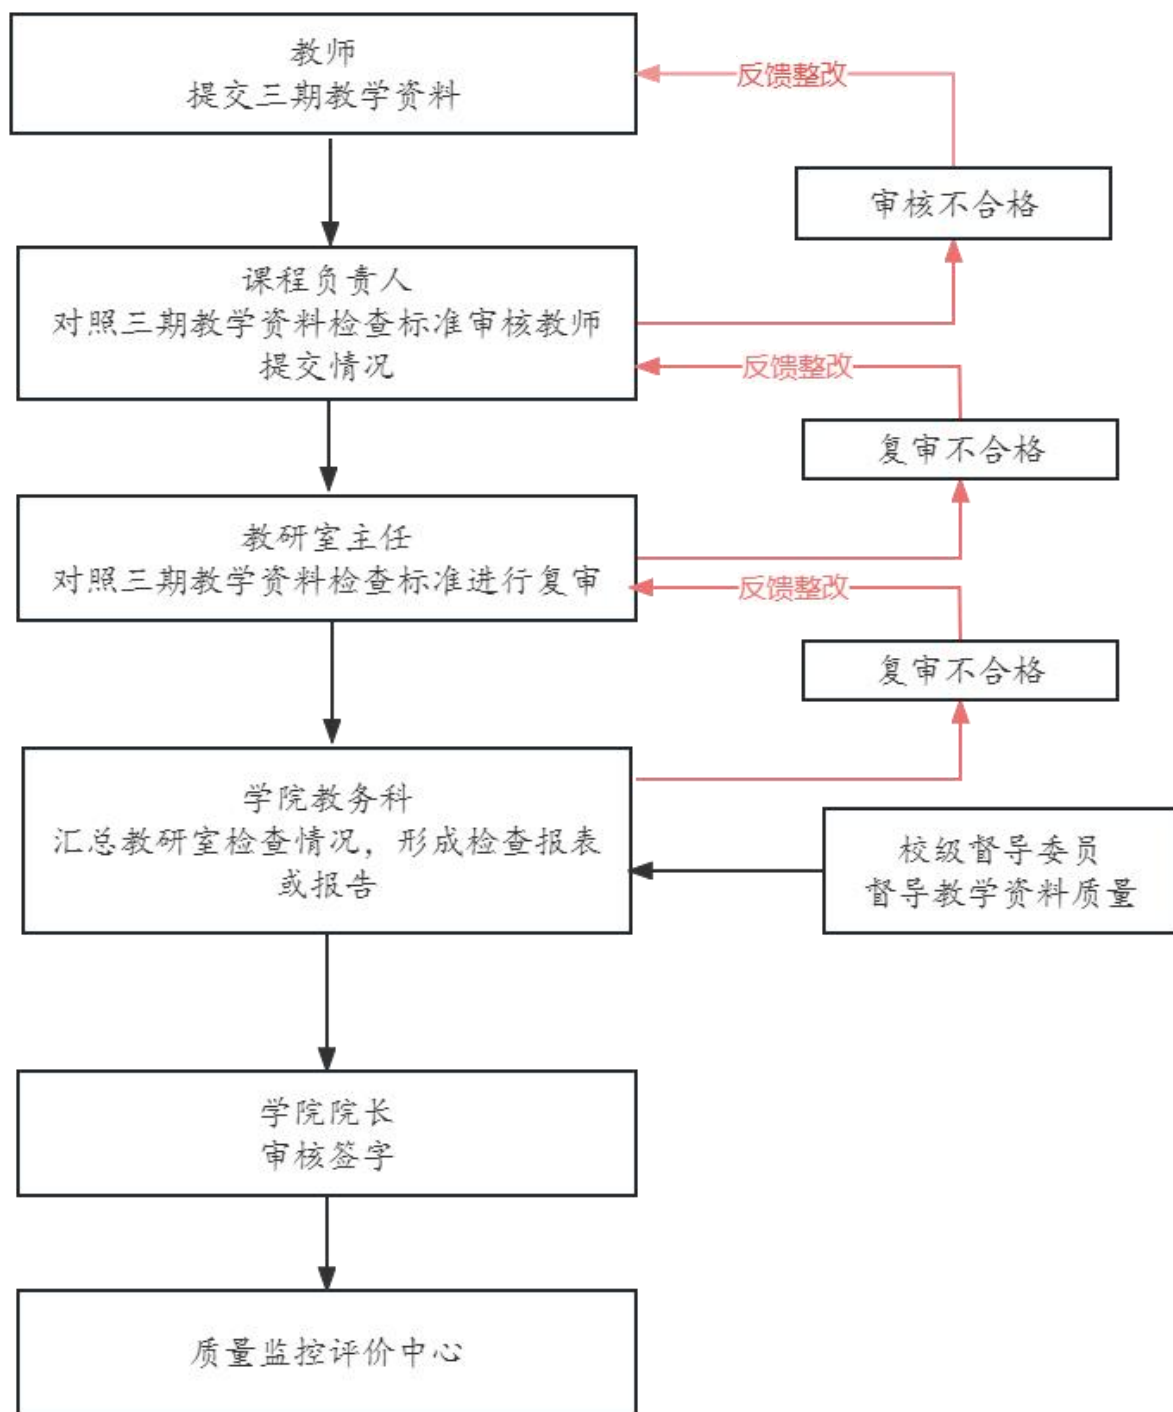 教师
提交三期教学资料
反馈整改
审核不合格
课程负责人
对照三期教学资料检查标准审核教师
提交情况
反馈整改
复审不合格
教研室主任
对照三期教学资料检查标准进行复审
反馈整改
复审不合格
学院教务科
汇总教研室检查情况，形成检查报表
或报告
校级督导委员
督导教学资料质量
学院院长
审核签字
质量监控评价中心